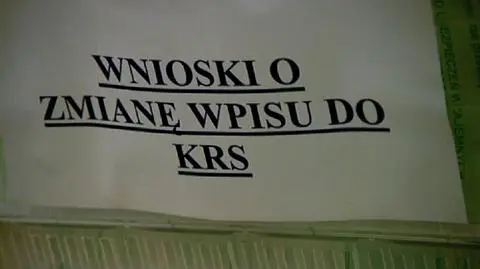 WNIOSKI O
ZMIANĘ WPISU DO
KRS